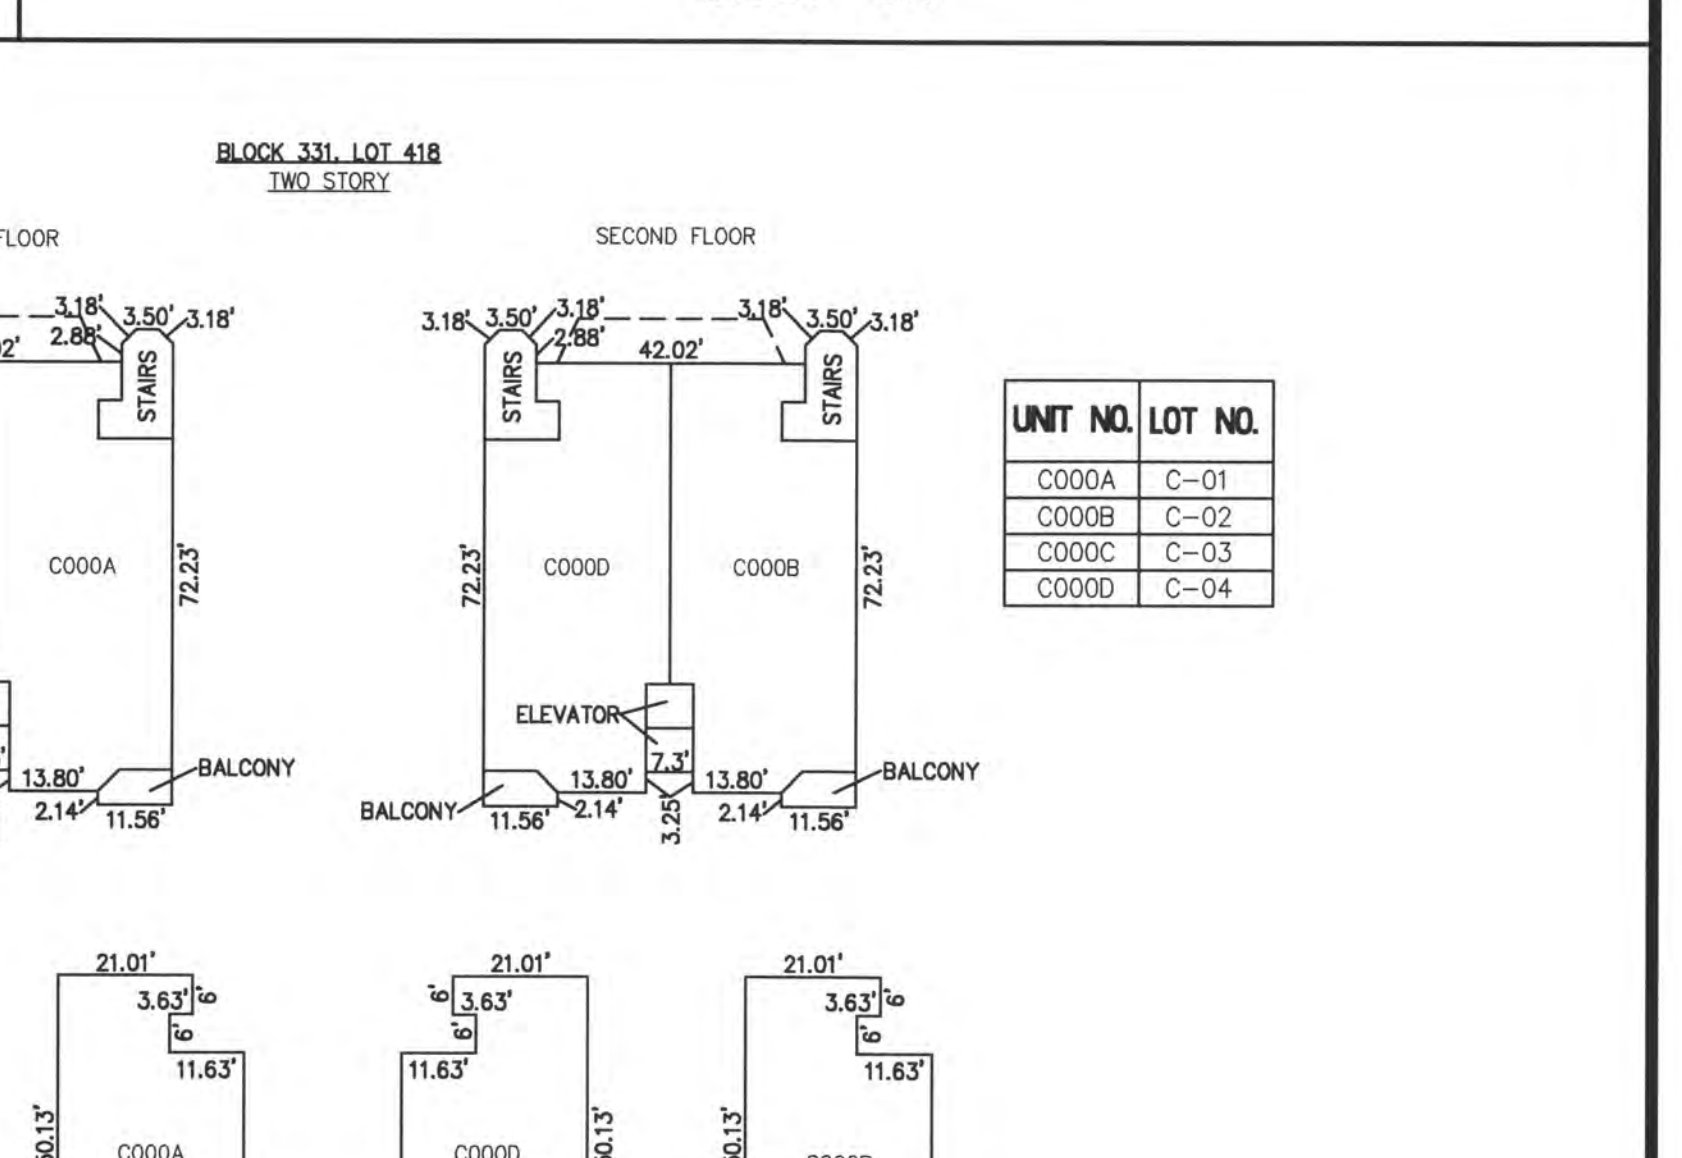 BLOCK 331, LOT 418
TWO STORY
FLOOR
SECOND FLOOR
3.18'
3.50'
3.18'
2.88'
2'
STAIRS
C000A
72.23'
BALCONY
13.80'
2.14'
11.56'
3.18'
3.50'
3.18'
2.88'
42.02'
3.18'
3.50'
3.18'
STAIRS
STAIRS
72.23'
C000D
C000B
72.23'
ELEVATOR
7.3'
BALCONY
13.80'
13.80'
BALCONY
2.14'
11.56'
3.25'
2.14'
11.56'
UNIT NO. LOT NO.
C000A C-01
C000B C-02
C000C C-03
C000D C-04
21.01'
3.63'
6'
6'
11.63'
C000A
21.01'
6'
3.63'
6'
11.63'
C000D
21.01'
3.63'
6'
6'
11.63'